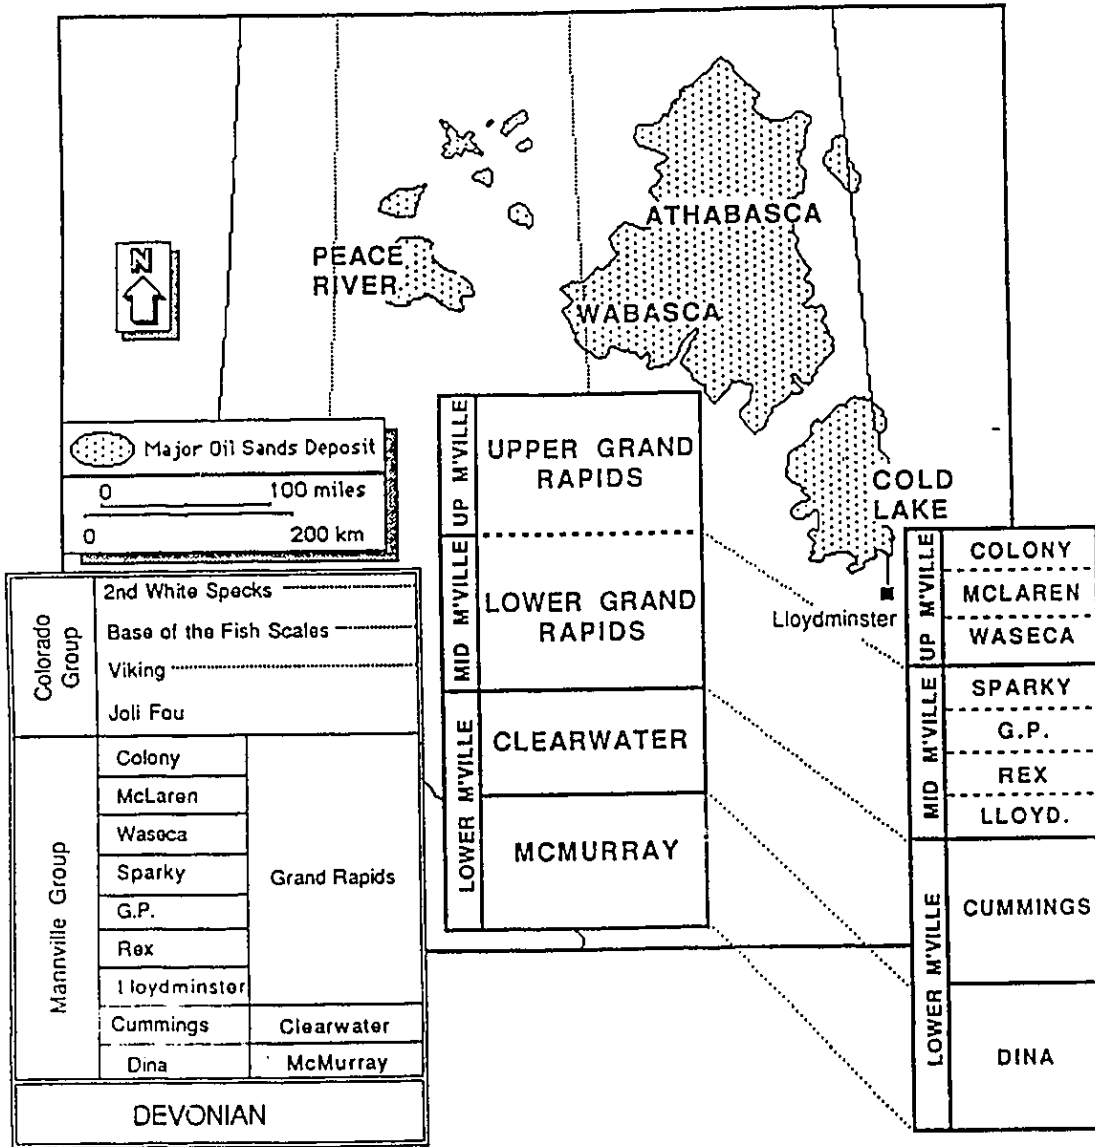 ATHABASCA
PEACE
RIVER
WABASCA
N
Major Oil Sands Deposit
0 100 miles
0 200 km
COLD
LAKE
Lloydminster
UP M'VILLE
UPPER GRAND
RAPIDS
MID M'VILLE
LOWER GRAND
RAPIDS
LOWER M'VILLE
CLEARWATER
MCMURRAY
UP M'VILLE
COLONY
MCLAREN
WASECA
MID M'VILLE
SPARKY
G.P.
REX
LLOYD.
LOWER M'VILLE
CUMMINGS
DINA
Colorado
Group
2nd White Specks
Base of the Fish Scales
Viking
Joli Fou
Mannville Group
Colony
McLaren
Waseca
Sparky
G.P.
Rex
Lloydminster
Grand Rapids
Cummings
Clearwater
Dina
McMurray
DEVONIAN